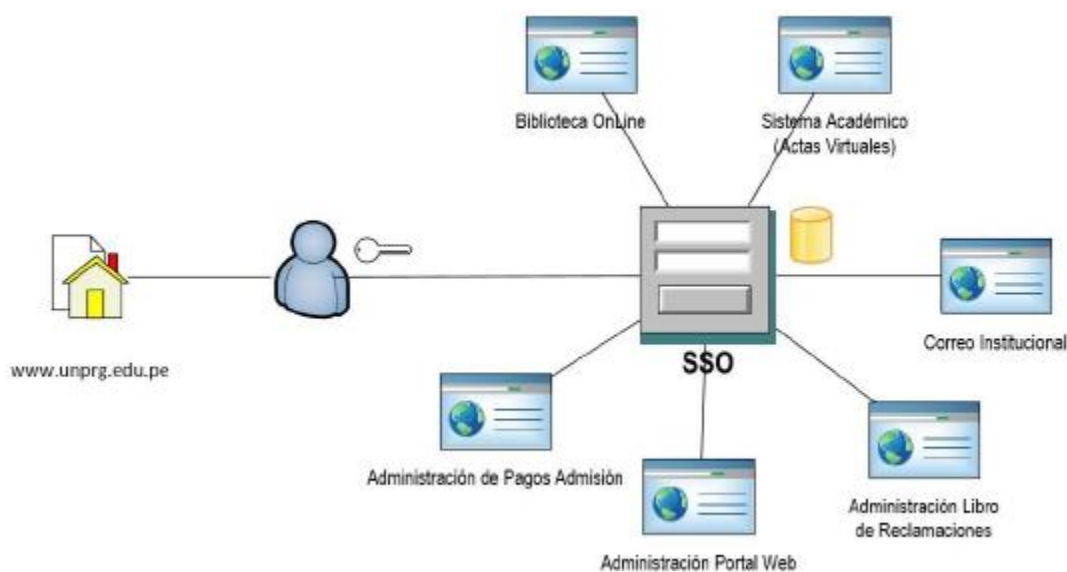 Biblioteca OnLine
Sistema Académico
(Actas Virtuales)
Correo Institucional
www.unprg.edu.pe
SSO
Administración de Pagos Admisión
Administración Libro
de Reclamaciones
Administración Portal Web